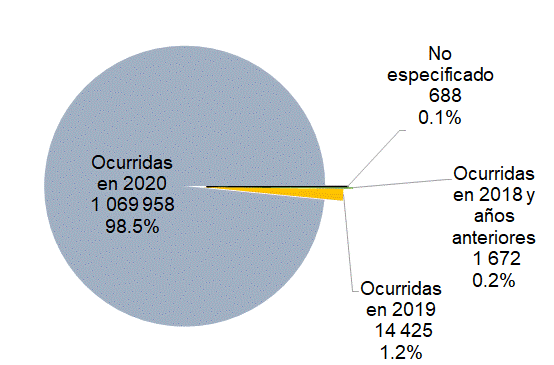 No
especificado
688
0.1%
Ocurridas
en 2020
1 069 958
98.5%
Ocurridas
en 2018 y
años
anteriores
1 672
0.2%
Ocurridas
en 2019
14 425
1.2%